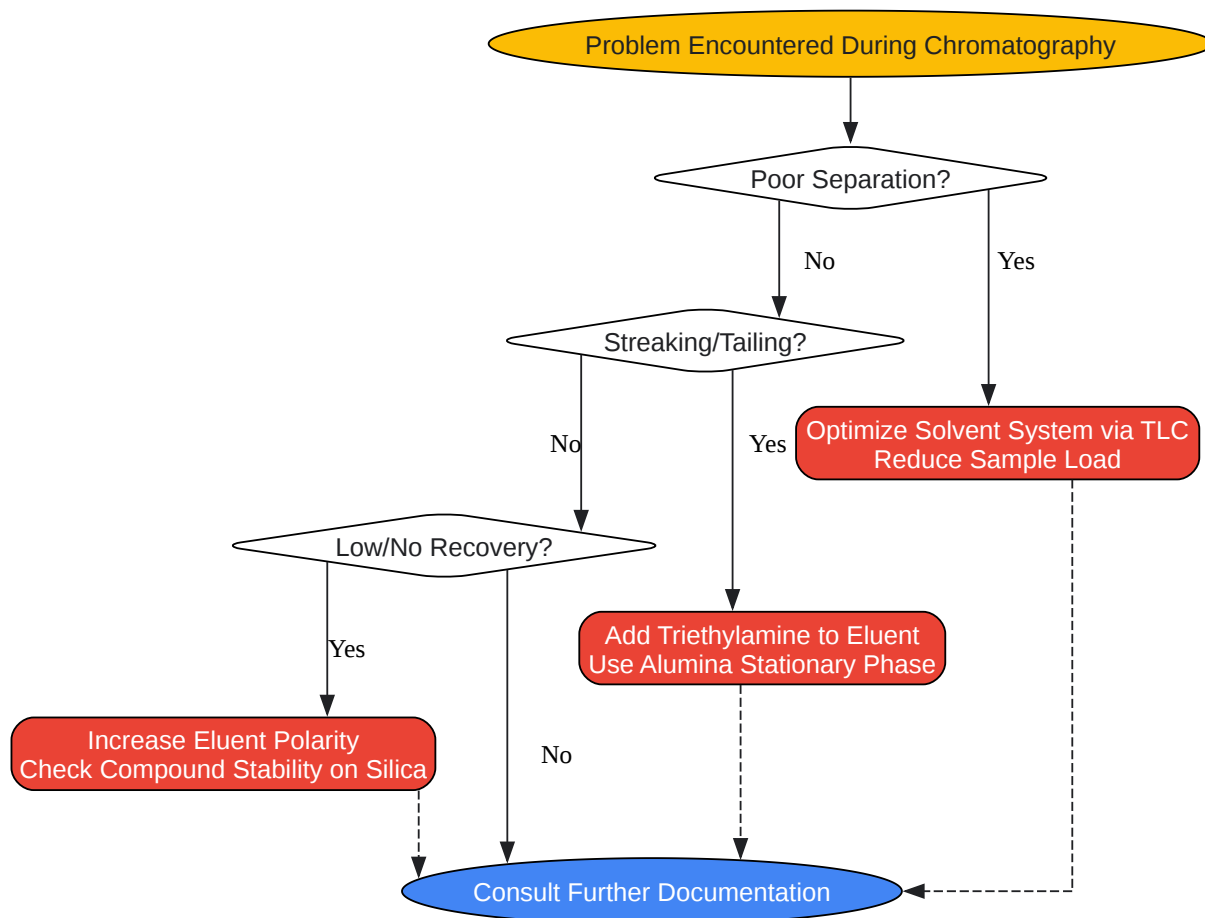 Problem Encountered During Chromatography
Poor Separation?
No
Yes
Streaking/Tailing?
Optimize Solvent System via TLC
Reduce Sample Load
No
Yes
Low/No Recovery?
Add Triethylamine to Eluent
Use Alumina Stationary Phase
Yes
Increase Eluent Polarity
Check Compound Stability on Silica
No
Consult Further Documentation